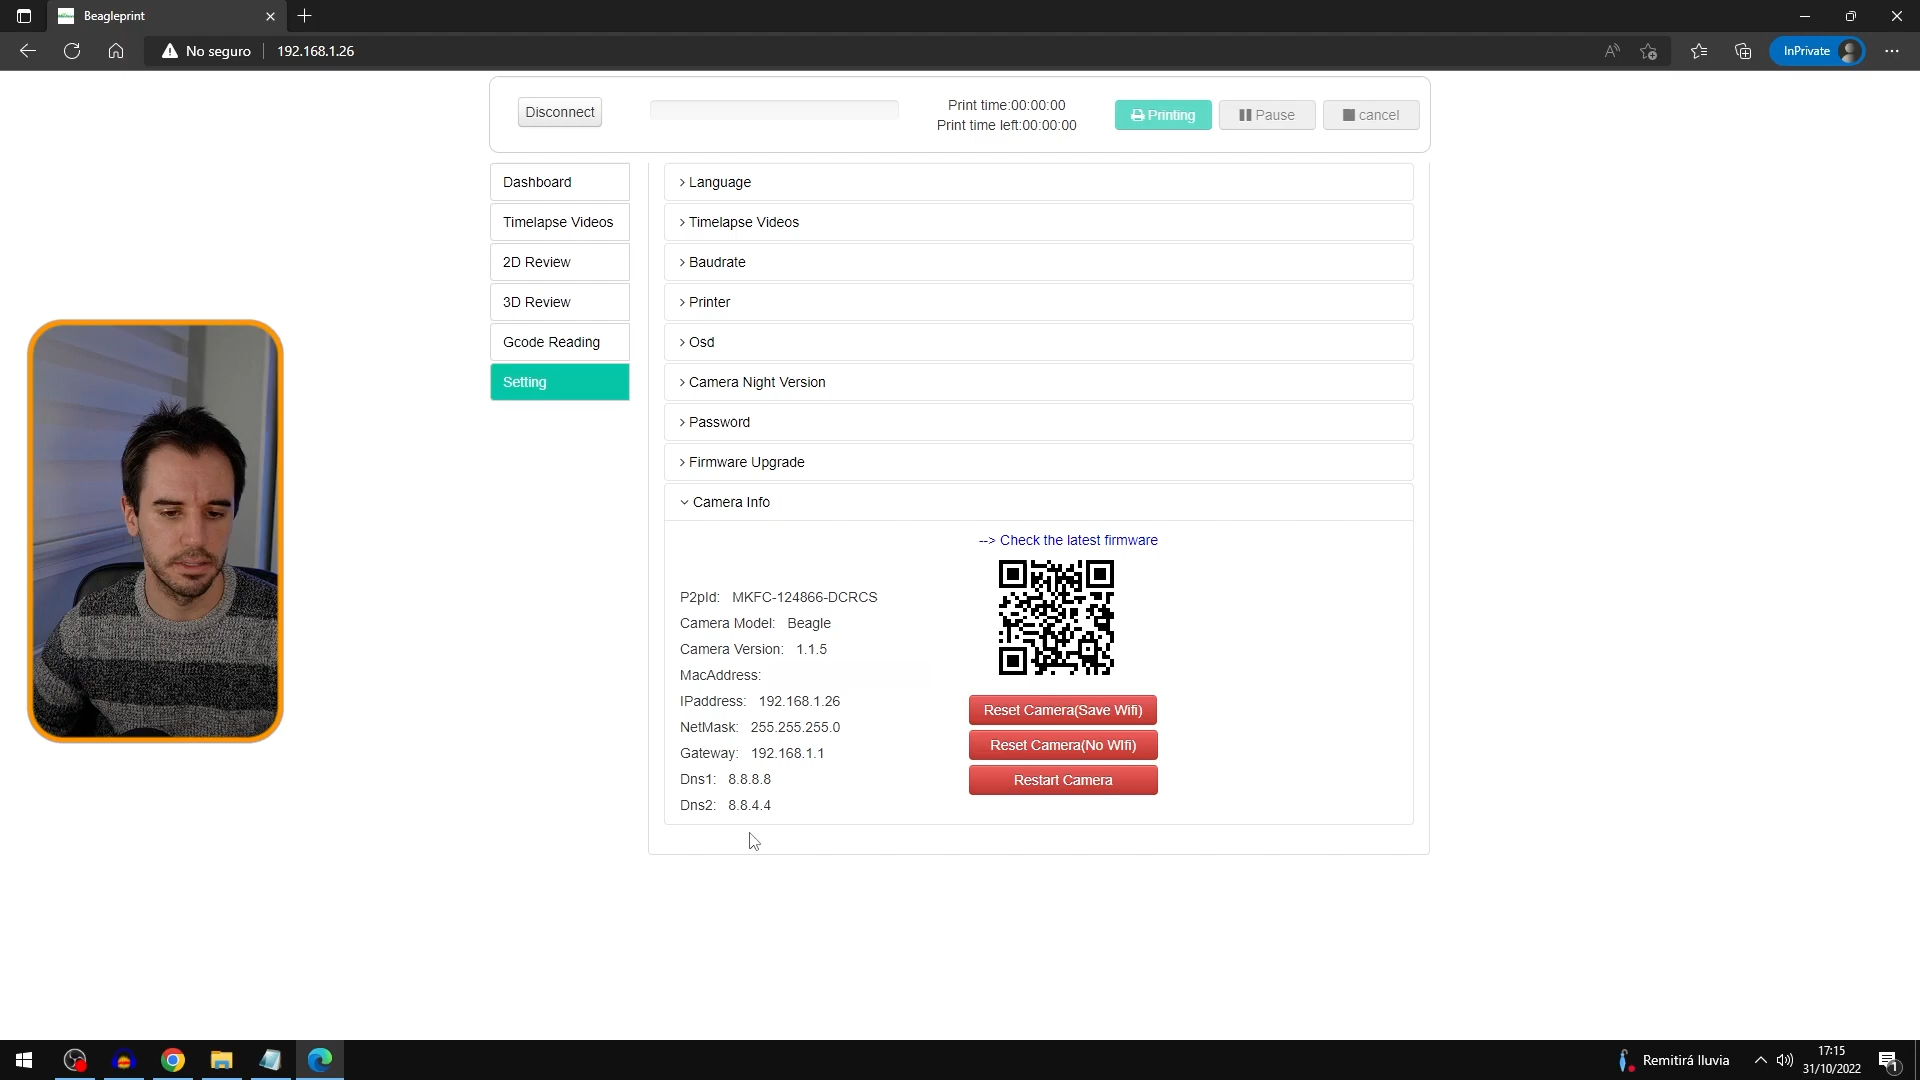 Beagleprint
No seguro
192.168.1.26
InPrivate
Disconnect
Print time:00:00:00
Print time left:00:00:00
Printing
Pause
cancel
Dashboard
Timelapse Videos
2D Review
3D Review
Gcode Reading
Setting
Language
Timelapse Videos
Baudrate
Printer
Osd
Camera Night Version
Password
Firmware Upgrade
Camera Info
--> Check the latest firmware
P2pId: MKFC-124866-DCRCS
Camera Model: Beagle
Camera Version: 1.1.5
MacAddress:
IPaddress: 192.168.1.26
NetMask: 255.255.255.0
Gateway: 192.168.1.1
Dns1: 8.8.8.8
Dns2: 8.8.4.4
Reset Camera(Save Wifi)
Reset Camera(No WIfi)
Restart Camera
Remitirá lluvia
17:15
31/10/2022
1